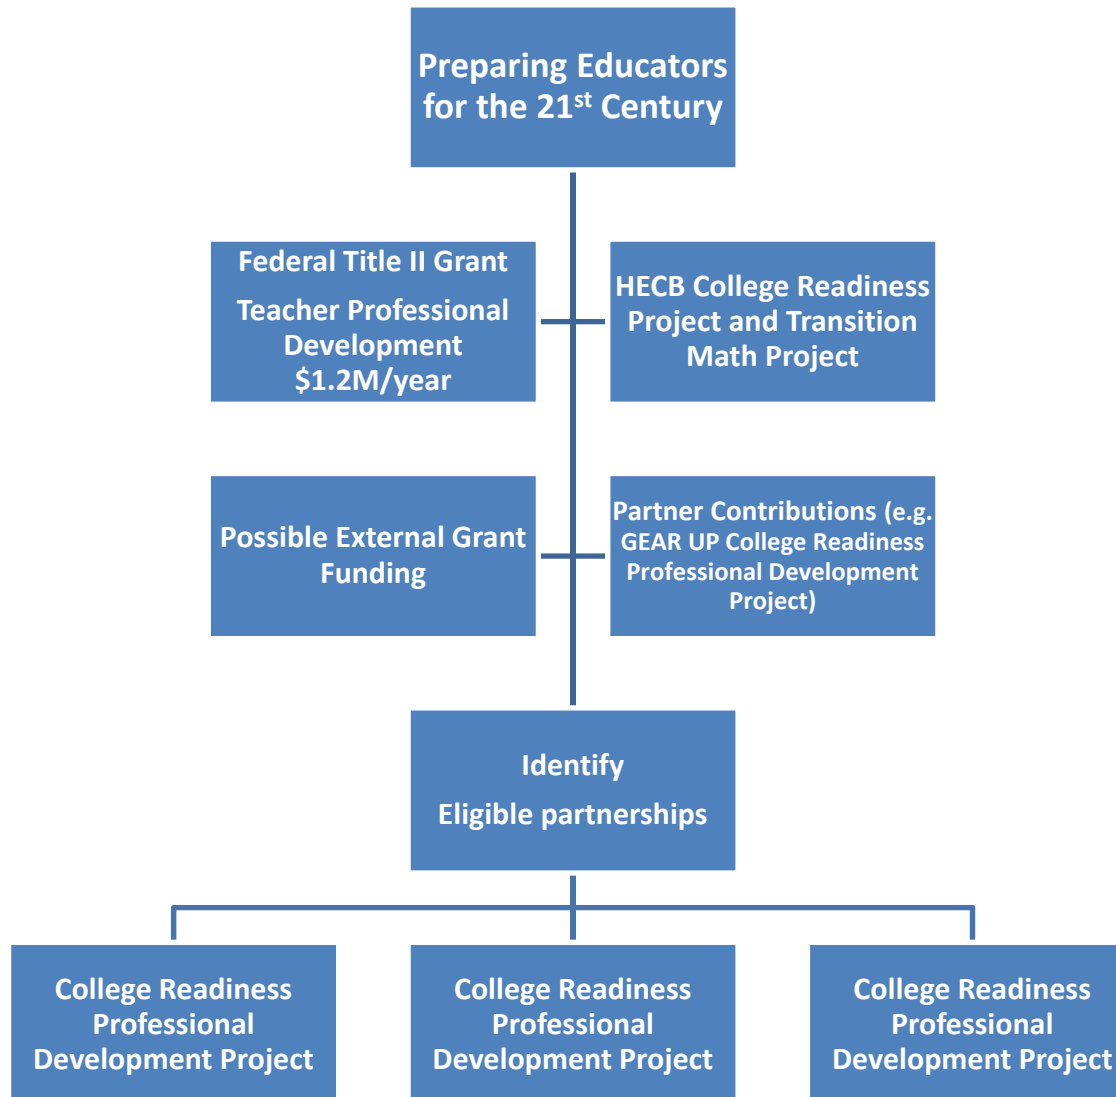 Preparing Educators
for the 21st Century
Federal Title II Grant
Teacher Professional
Development
$1.2M/year
HECB College Readiness
Project and Transition
Math Project
Possible External Grant
Funding
Partner Contributions (e.g.
GEAR UP College Readiness
Professional Development
Project)
Identify
Eligible partnerships
College Readiness
Professional
Development Project
College Readiness
Professional
Development Project
College Readiness
Professional
Development Project